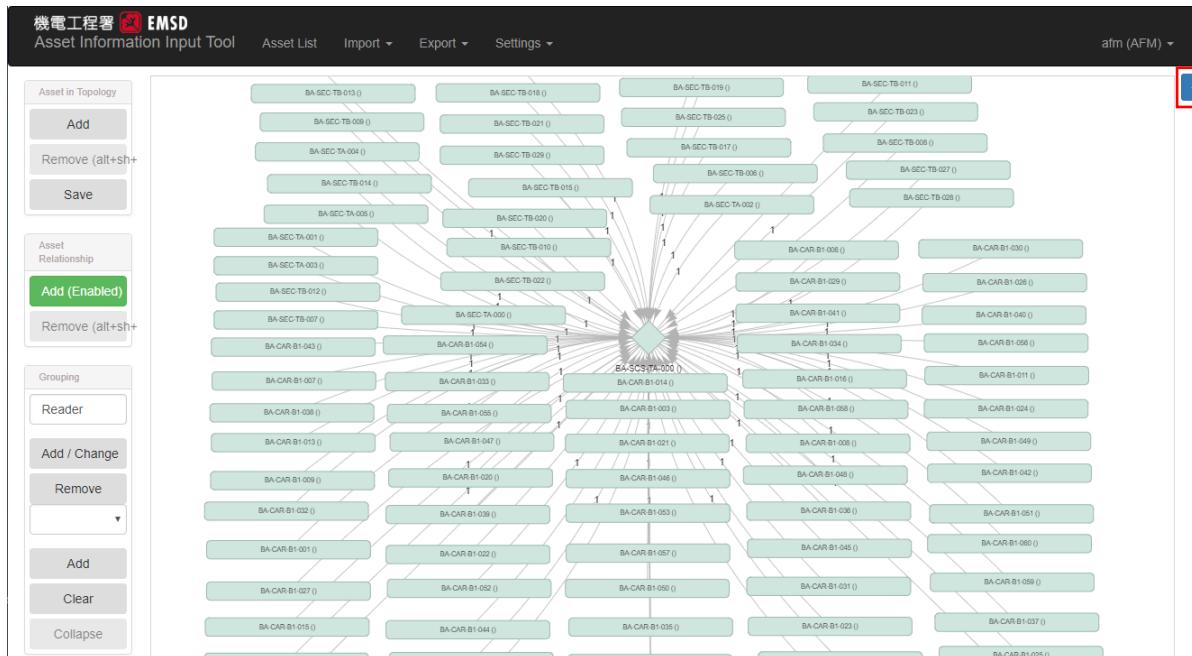 機電工程署 EMSD
Asset Information Input Tool Asset List Import Export Settings afm (AFM)
Asset in Topology
Add
Remove (alt+sh+
Save
Asset
Relationship
Add (Enabled)
Remove (alt+sh+
Grouping
Reader
Add / Change
Remove
Add
Clear
Collapse
BA-SEC-TB-013 () BA-SEC-TB-018 () BA-SEC-TB-019 () BA-SEC-TB-011 ()
BA-SEC-TB-009 () BA-SEC-TB-021 () BA-SEC-TB-025 () BA-SEC-TB-023 ()
BA-SEC-TA-004 () BA-SEC-TB-029 () BA-SEC-TB-017 () BA-SEC-TB-008 ()
BA-SEC-TB-014 () BA-SEC-TB-015 () BA-SEC-TB-006 () BA-SEC-TB-027 ()
BA-SEC-TA-005 () BA-SEC-TB-020 () BA-SEC-TA-002 () BA-SEC-TB-028 ()
BA-SEC-TA-001 () BA-SEC-TB-010 () BA-CAR-B1-006 () BA-CAR-B1-030 ()
BA-SEC-TA-003 () BA-SEC-TB-022 () BA-CAR-B1-029 () BA-CAR-B1-026 ()
BA-SEC-TB-012 () BA-SEC-TA-000 () BA-CAR-B1-041 () BA-CAR-B1-040 ()
BA-SEC-TB-007 () BA-CAR-B1-054 () BA-CAR-B1-034 () BA-CAR-B1-056 ()
BA-CAR-B1-043 () BA-SCS-TA-000 ()
BA-CAR-B1-007 () BA-CAR-B1-033 () BA-CAR-B1-014 () BA-CAR-B1-016 () BA-CAR-B1-011 ()
BA-CAR-B1-038 () BA-CAR-B1-055 () BA-CAR-B1-003 () BA-CAR-B1-058 () BA-CAR-B1-024 ()
BA-CAR-B1-013 () BA-CAR-B1-047 () BA-CAR-B1-021 () BA-CAR-B1-008 () BA-CAR-B1-049 ()
BA-CAR-B1-009 () BA-CAR-B1-020 () BA-CAR-B1-046 () BA-CAR-B1-048 () BA-CAR-B1-042 ()
BA-CAR-B1-032 () BA-CAR-B1-039 () BA-CAR-B1-053 () BA-CAR-B1-036 () BA-CAR-B1-051 ()
BA-CAR-B1-001 () BA-CAR-B1-022 () BA-CAR-B1-057 () BA-CAR-B1-045 () BA-CAR-B1-060 ()
BA-CAR-B1-027 () BA-CAR-B1-052 () BA-CAR-B1-050 () BA-CAR-B1-031 () BA-CAR-B1-059 ()
BA-CAR-B1-015 () BA-CAR-B1-044 () BA-CAR-B1-035 () BA-CAR-B1-023 () BA-CAR-B1-037 ()
BA-CAR-B1-025 ()